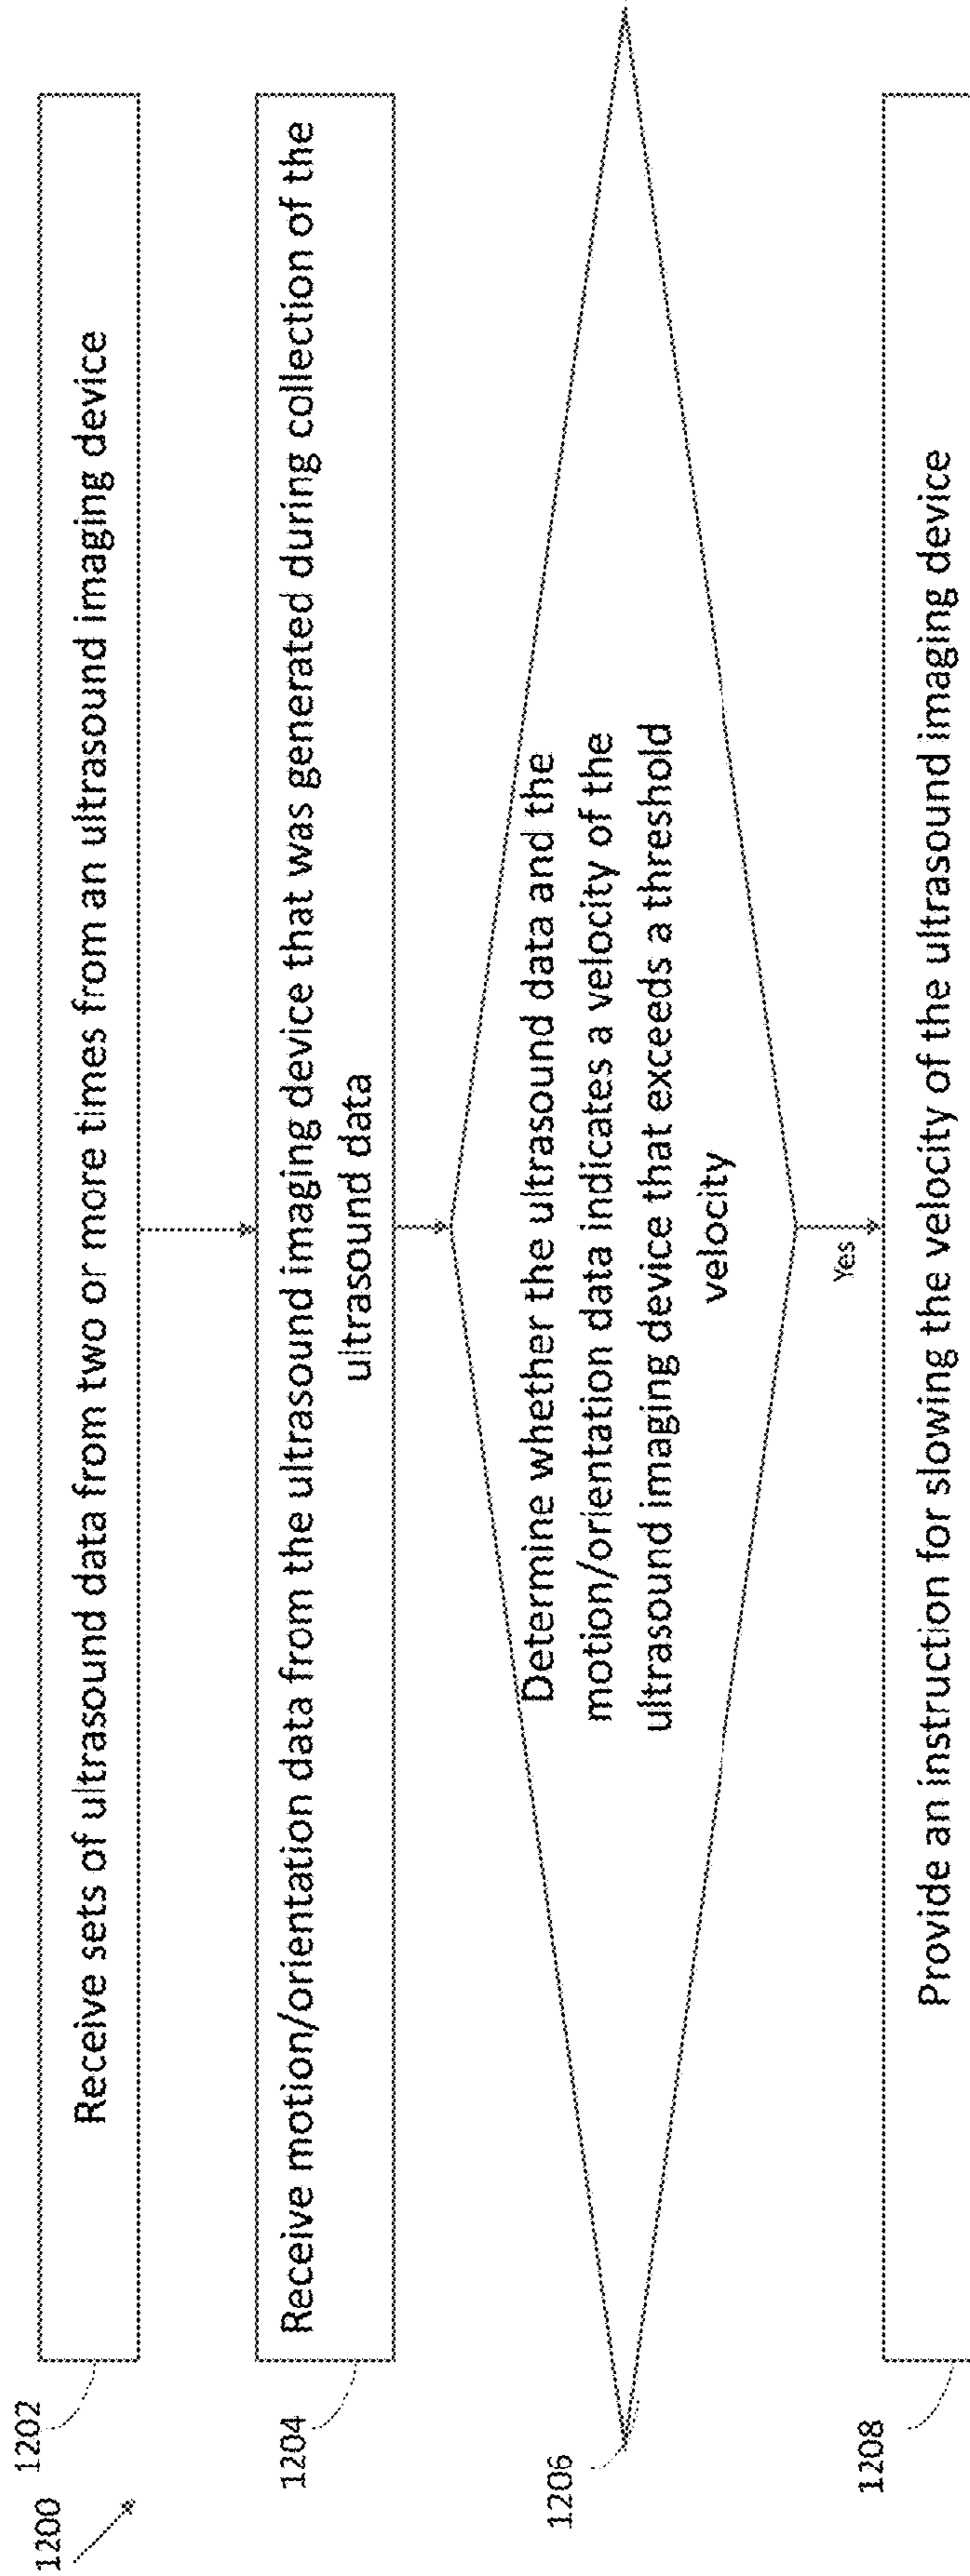 1200
1202
Receive sets of ultrasound data from two or more times from an ultrasound imaging device
1204
Receive motion/orientation data from the ultrasound imaging device that was generated during collection of the
ultrasound data
1206
Determine whether the ultrasound data and the
motion/orientation data indicates a velocity of the
ultrasound imaging device that exceeds a threshold
velocity
Yes
1208
Provide an instruction for slowing the velocity of the ultrasound imaging device